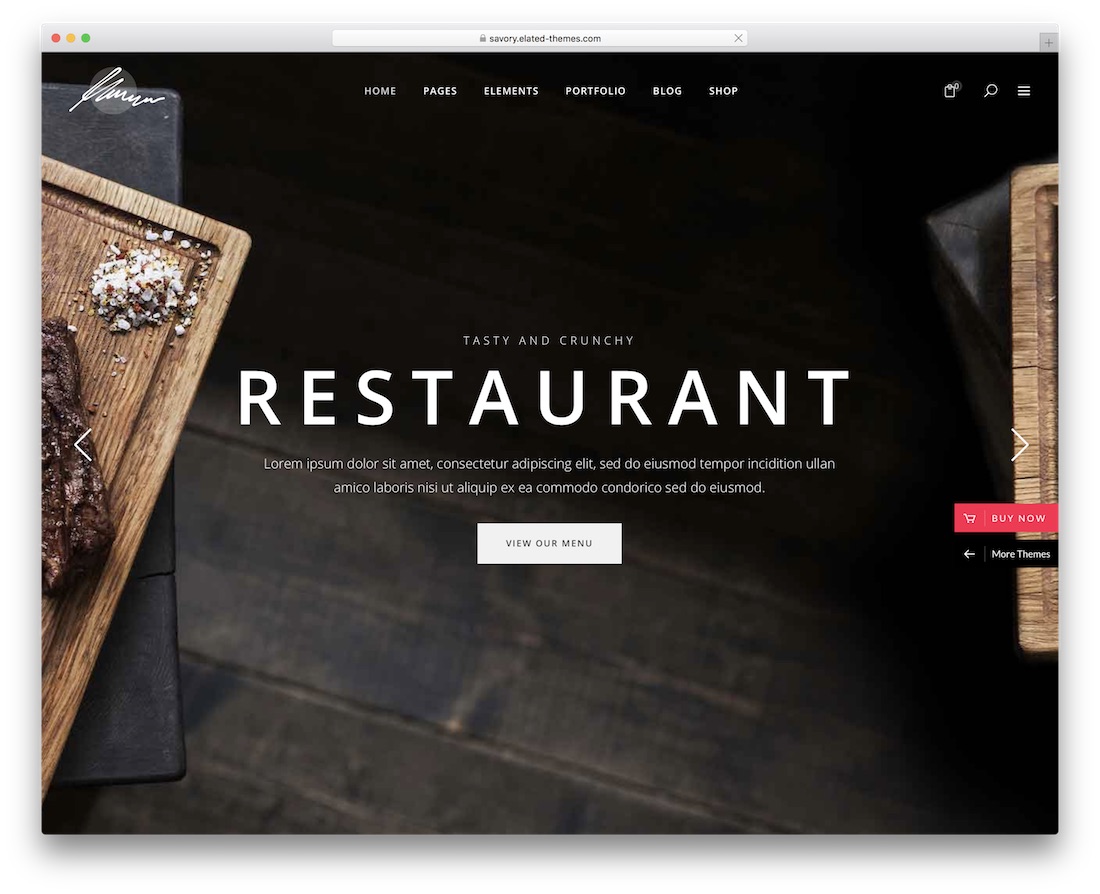 savory.elated-themes.com
HOME PAGES ELEMENTS PORTFOLIO BLOG SHOP
0
TASTY AND CRUNCHY
RESTAURANT
Lorem ipsum dolor sit amet, consectetur adipiscing elit, sed do eiusmod tempor incidition ullan
amico laboris nisi ut aliquip ex ea commodo condorico sed do eiusmod.
BUY NOW
VIEW OUR MENU
More Themes